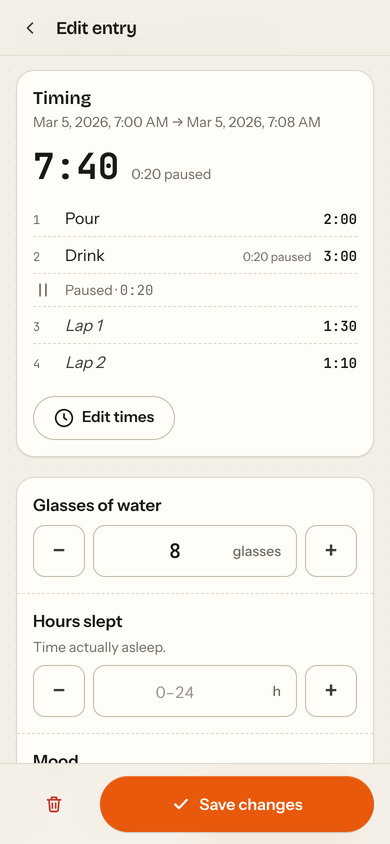 Edit entry
Timing
Mar 5, 2026, 7:00 AM → Mar 5, 2026, 7:08 AM
7:40 0:20 paused
1 Pour 2:00
2 Drink 0:20 paused 3:00
Paused·0:20
3 Lap 1 1:30
4 Lap 2 1:10
Edit times
Glasses of water
− 8 glasses +
Hours slept
Time actually asleep.
− 0–24 h +
Mood
Save changes